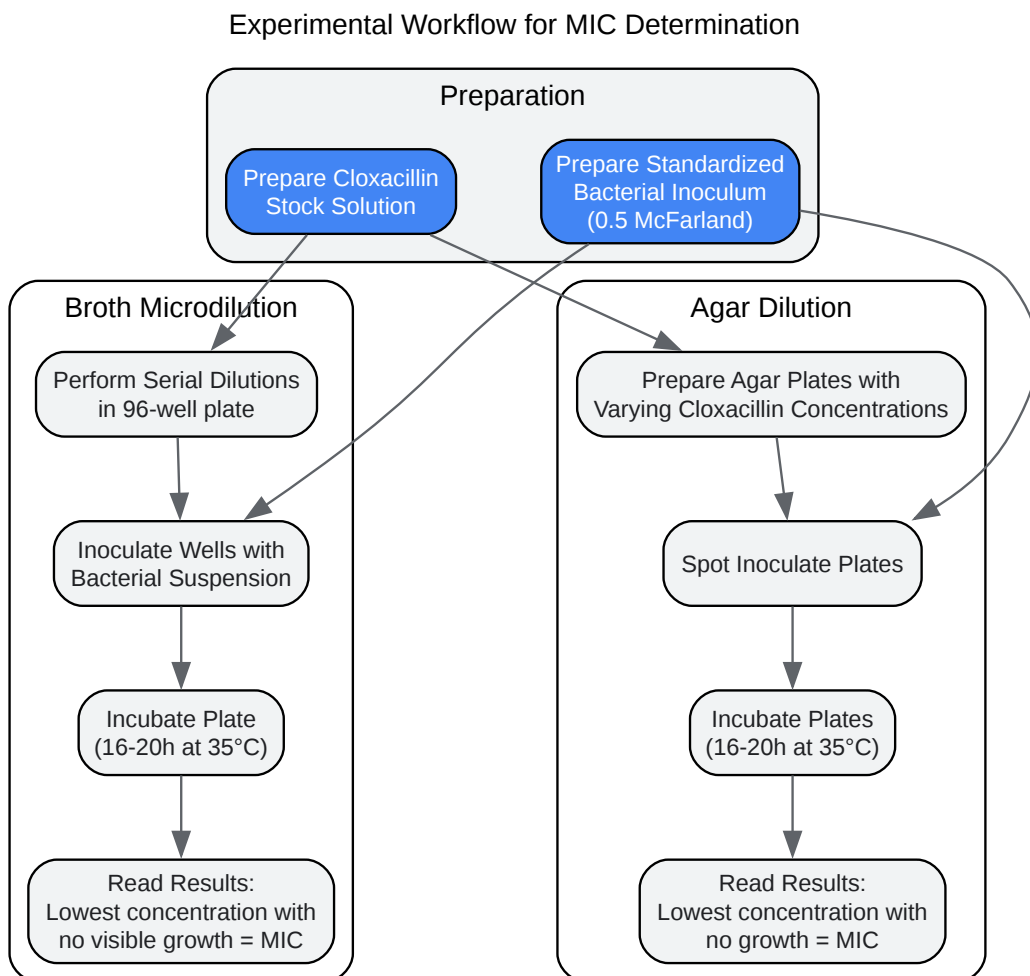 Experimental Workflow for MIC Determination
Preparation
Prepare Cloxacillin
Stock Solution
Prepare Standardized
Bacterial Inoculum
(0.5 McFarland)
Broth Microdilution
Perform Serial Dilutions
in 96-well plate
Inoculate Wells with
Bacterial Suspension
Incubate Plate
(16-20h at 35°C)
Read Results:
Lowest concentration with
no visible growth = MIC
Agar Dilution
Prepare Agar Plates with
Varying Cloxacillin Concentrations
Spot Inoculate Plates
Incubate Plates
(16-20h at 35°C)
Read Results:
Lowest concentration with
no growth = MIC